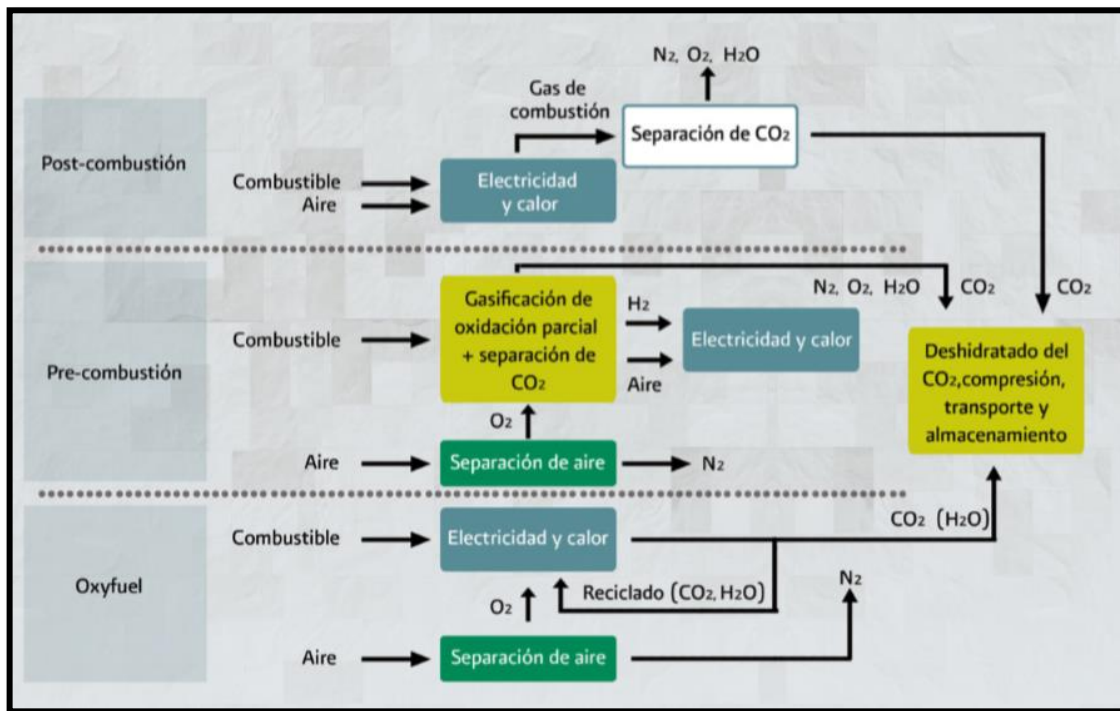 Post-combustión
Combustible
Aire
Electricidad
y calor
Gas de
combustión
Separación de CO₂
N₂, O₂, H₂O
CO₂
Pre-combustión
Combustible
Gasificación de
oxidación parcial
+ separación de
CO₂
H₂
Aire
Electricidad y calor
N₂, O₂, H₂O
CO₂
O₂
Aire
Separación de aire
N₂
Deshidratado del
CO₂,compresión,
transporte y
almacenamiento
Oxyfuel
Combustible
Electricidad y calor
CO₂ (H₂O)
Reciclado (CO₂, H₂O)
O₂
N₂
Aire
Separación de aire